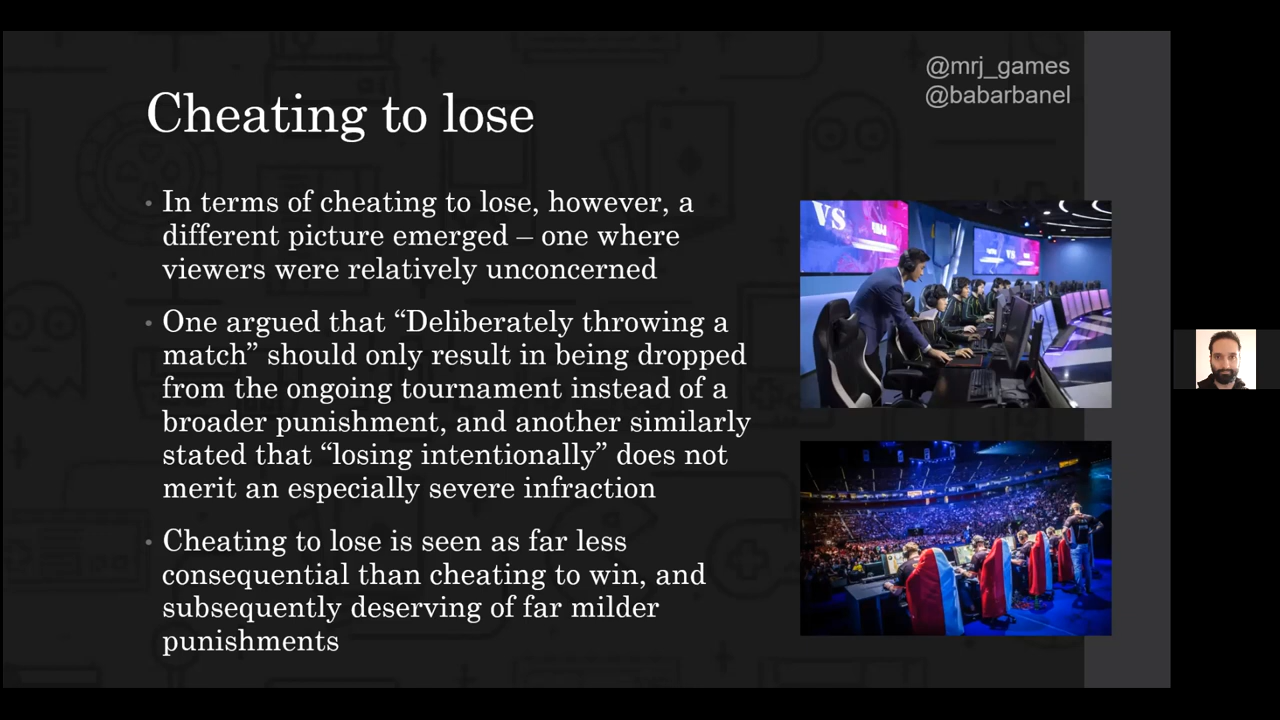 @mrj_games
@babarbanel
Cheating to lose
• In terms of cheating to lose, however, a
different picture emerged – one where
viewers were relatively unconcerned
• One argued that “Deliberately throwing a
match” should only result in being dropped
from the ongoing tournament instead of a
broader punishment, and another similarly
stated that “losing intentionally” does not
merit an especially severe infraction
• Cheating to lose is seen as far less
consequential than cheating to win, and
subsequently deserving of far milder
punishments
VS
VS